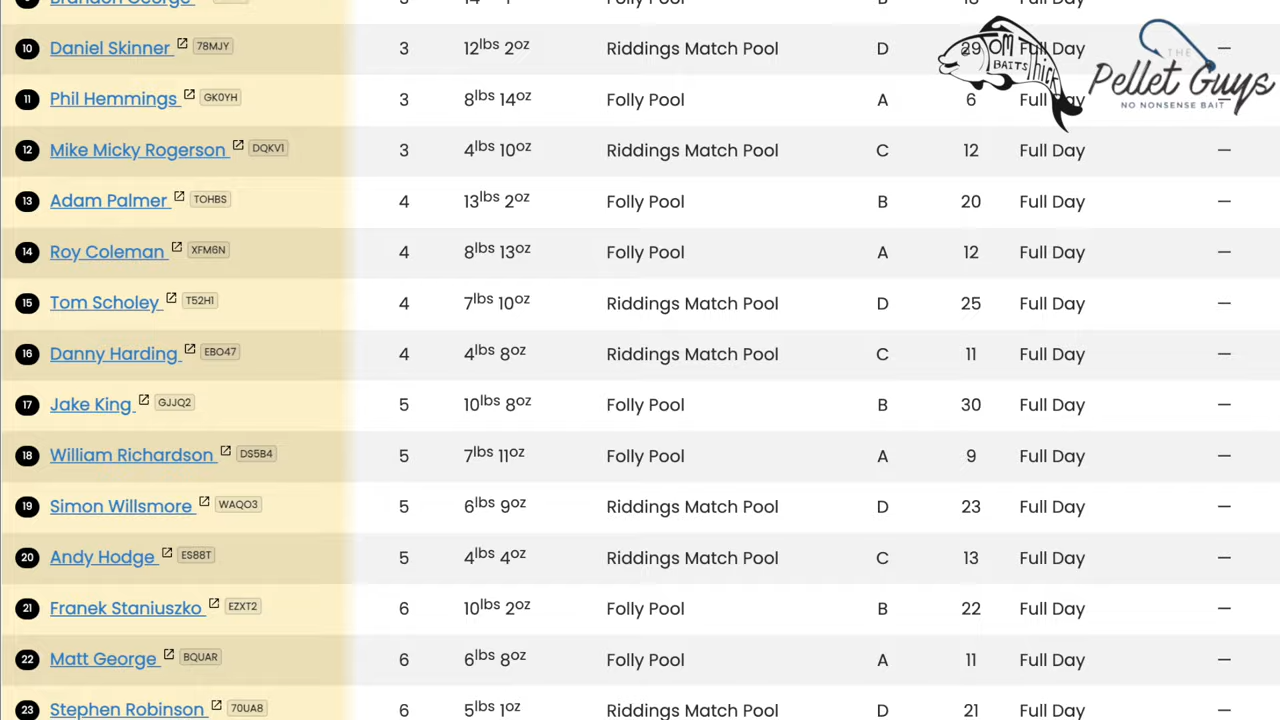 Brandon George 3 Folly Pool B 18 Full Day
10 Daniel Skinner 78MJY 3 12lbs 2oz Riddings Match Pool D 29 Full Day —
11 Phil Hemmings GK0YH 3 8lbs 14oz Folly Pool A 6 Full Day —
12 Mike Micky Rogerson DQKV1 3 4lbs 10oz Riddings Match Pool C 12 Full Day —
13 Adam Palmer TOHBS 4 13lbs 2oz Folly Pool B 20 Full Day —
14 Roy Coleman XFM6N 4 8lbs 13oz Folly Pool A 12 Full Day —
15 Tom Scholey T52H1 4 7lbs 10oz Riddings Match Pool D 25 Full Day —
16 Danny Harding EBO47 4 4lbs 8oz Riddings Match Pool C 11 Full Day —
17 Jake King GJJQ2 5 10lbs 8oz Folly Pool B 30 Full Day —
18 William Richardson DS5B4 5 7lbs 11oz Folly Pool A 9 Full Day —
19 Simon Willsmore WAQO3 5 6lbs 9oz Riddings Match Pool D 23 Full Day —
20 Andy Hodge ES88T 5 4lbs 4oz Riddings Match Pool C 13 Full Day —
21 Franek Staniuszko EZXT2 6 10lbs 2oz Folly Pool B 22 Full Day —
22 Matt George BQUAR 6 6lbs 8oz Folly Pool A 11 Full Day —
23 Stephen Robinson 70UA8 6 5lbs 1oz Riddings Match Pool D 21 Full Day —
TOM Thick BAITS
THE
Pellet Guys
NO NONSENSE BAIT